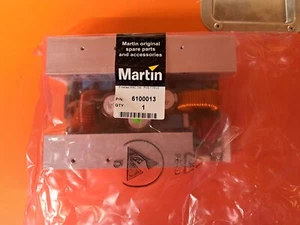 Martin original
spare parts
and accessories
Martin
P/N: 6100013
QTY: 1